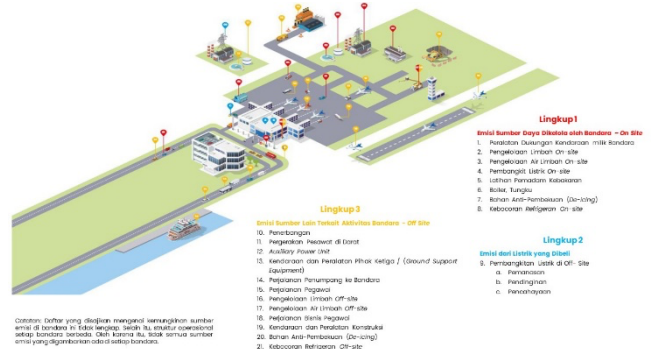 Lingkup 1
Emisi Sumber Daya Dikelola oleh Bandara - On Site
1. Peralatan Dukungan Kendaraan milik Bandara
2. Pengelolaan Limbah On-site
3. Pengelolaan Air Limbah On-site
4. Pembangkit Listrik On-site
5. Latihan Pemadam Kebakaran
6. Boiler, Tungku
7. Bahan Anti-Pembekuan (De-icing)
8. Kebocoran Refrigeran On-site
Lingkup 2
Emisi dari Listrik yang Dibeli
9. Pembangkitan Listrik di Off- Site
a. Pemanasan
b. Pendinginan
c. Pencahayaan
Lingkup 3
Emisi Sumber Lain Terkait Aktivitas Bandara - Off Site
10. Penerbangan
11. Pergerakan Pesawat di Darat
12. Auxiliary Power Unit
13. Kendaraan dan Peralatan Pihak Ketiga / (Ground Support
Equipment)
14. Perjalanan Penumpang ke Bandara
15. Perjalanan Pegawai
16. Pengelolaan Limbah Off-site
17. Pengelolaan Air Limbah Off-site
18. Perjalanan Bisnis Pegawai
19. Kendaraan dan Peralatan Konstruksi
20. Bahan Anti-Pembekuan (De-icing)
21. Kebocoran Refrigeran Off-site
Catatan: Daftar yang disajikan mengenai kemungkinan sumber
emisi di bandara ini tidak lengkap. Selain itu, struktur operasional
setiap bandara berbeda. Oleh karena itu, tidak semua sumber
emisi yang digambarkan ada di setiap bandara.